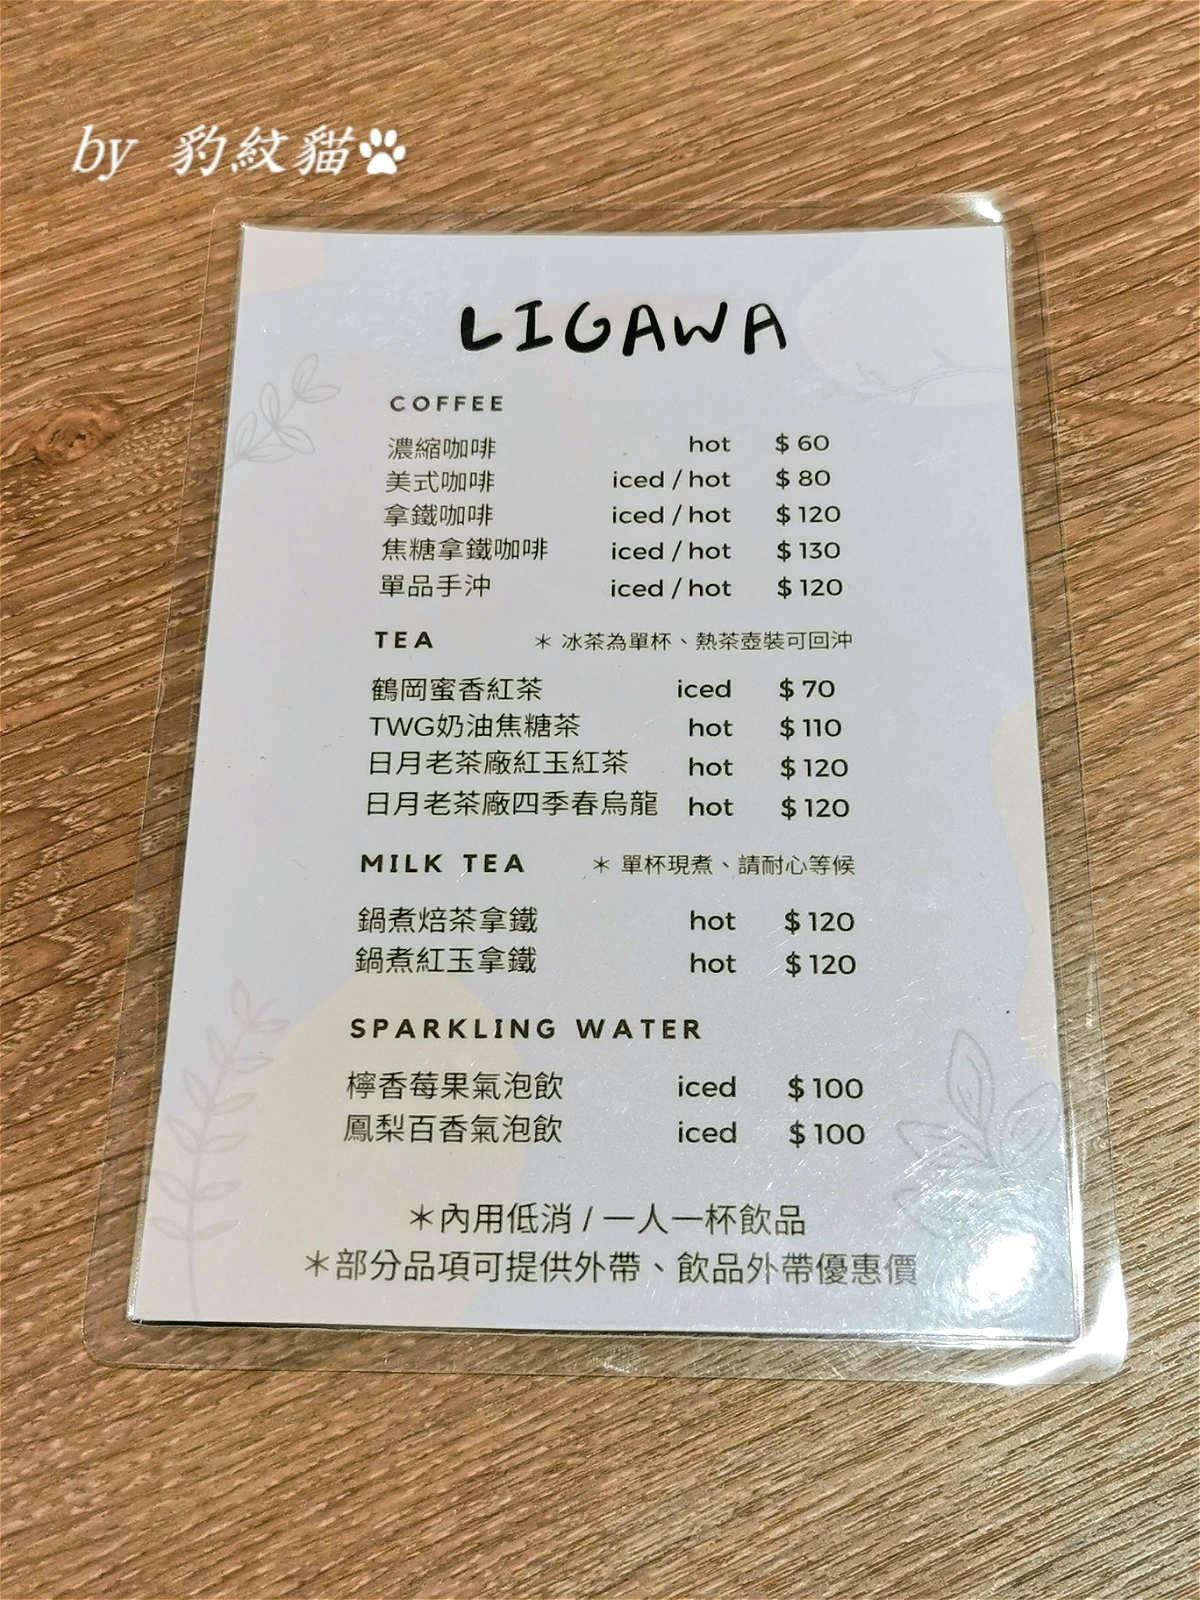 by 豹紋貓
LIGAWA
COFFEE
濃縮咖啡 hot $60
美式咖啡 iced / hot $80
拿鐵咖啡 iced / hot $120
焦糖拿鐵咖啡 iced / hot $130
單品手沖 iced / hot $120
TEA ＊ 冰茶為單杯、熱茶壺裝可回沖
鶴岡蜜香紅茶 iced $70
TWG奶油焦糖茶 hot $110
日月老茶廠紅玉紅茶 hot $120
日月老茶廠四季春烏龍 hot $120
MILK TEA ＊ 單杯現煮、請耐心等候
鍋煮焙茶拿鐵 hot $120
鍋煮紅玉拿鐵 hot $120
SPARKLING WATER
檸香莓果氣泡飲 iced $100
鳳梨百香氣泡飲 iced $100
＊內用低消 / 一人一杯飲品
＊部分品項可提供外帶、飲品外帶優惠價